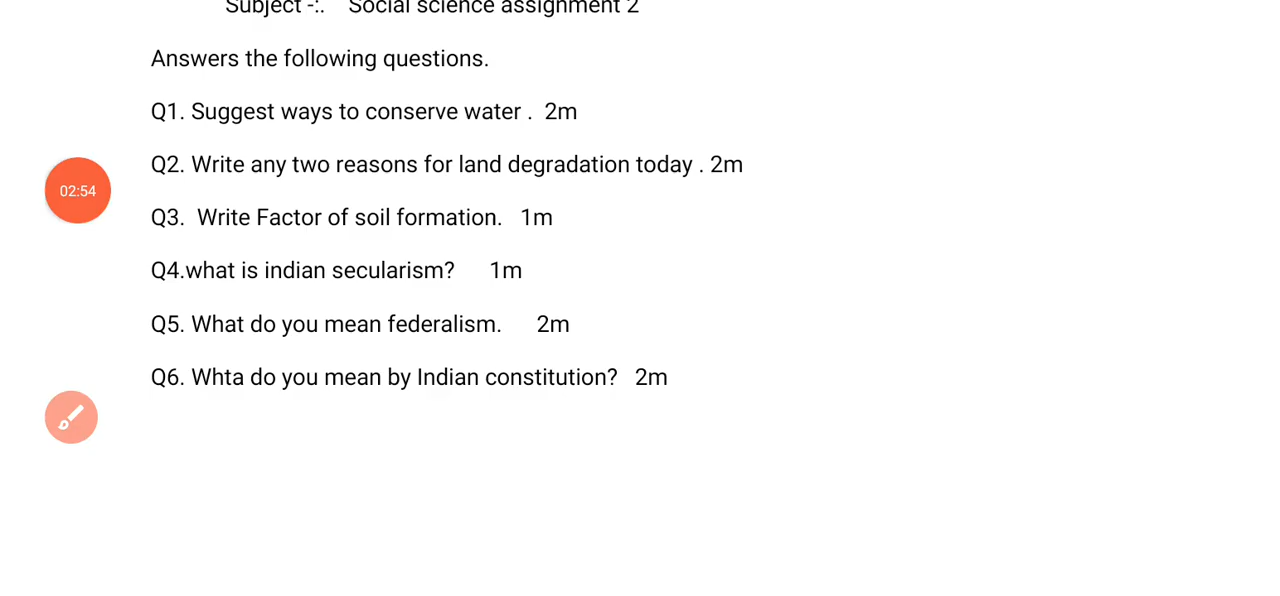 Subject -:. Social science assignment 2
Answers the following questions.
Q1. Suggest ways to conserve water . 2m
Q2. Write any two reasons for land degradation today . 2m
02:54
Q3. Write Factor of soil formation. 1m
Q4.what is indian secularism? 1m
Q5. What do you mean federalism. 2m
Q6. Whta do you mean by Indian constitution? 2m